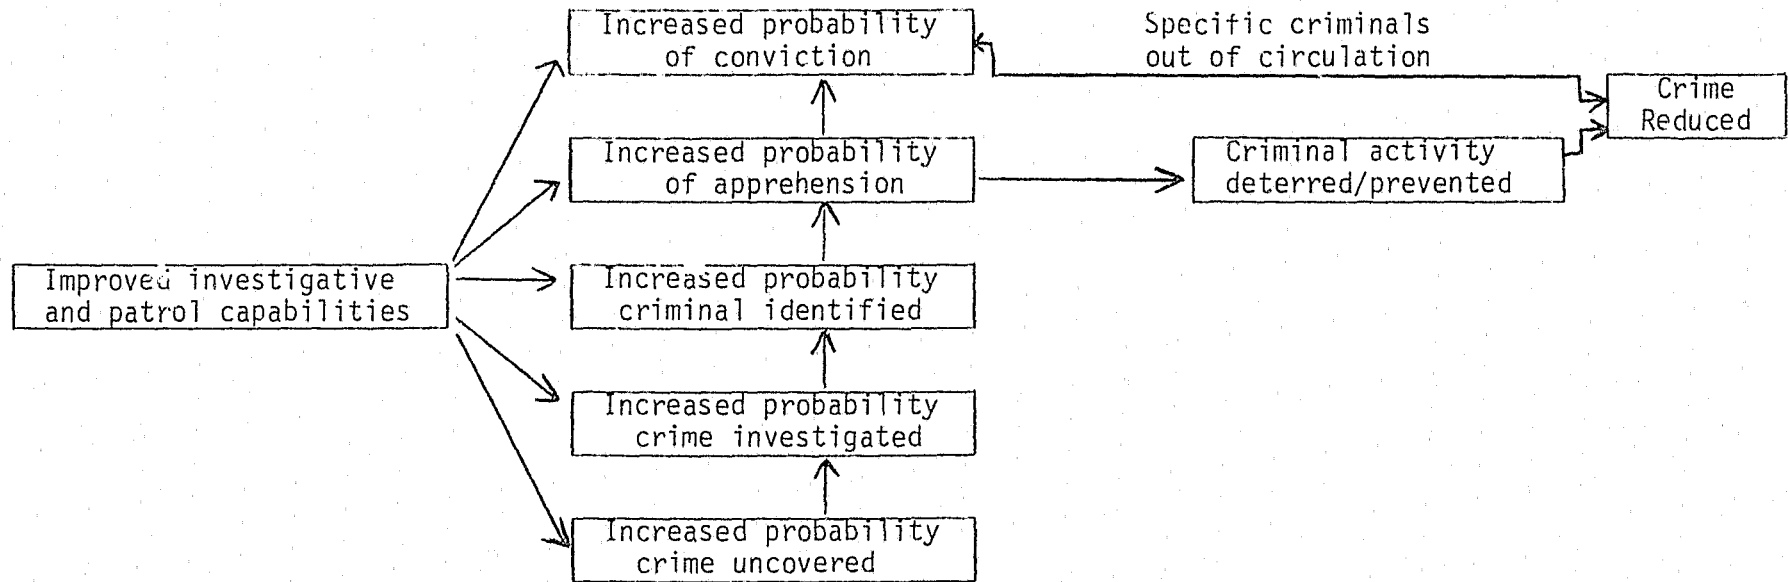 Increased probability
of conviction
Specific criminals
out of circulation
Crime
Reduced
Increased probability
of apprehension
Criminal activity
deterred/prevented
Improved investigative
and patrol capabilities
Increased probability
criminal identified
Increased probability
crime investigated
Increased probability
crime uncovered